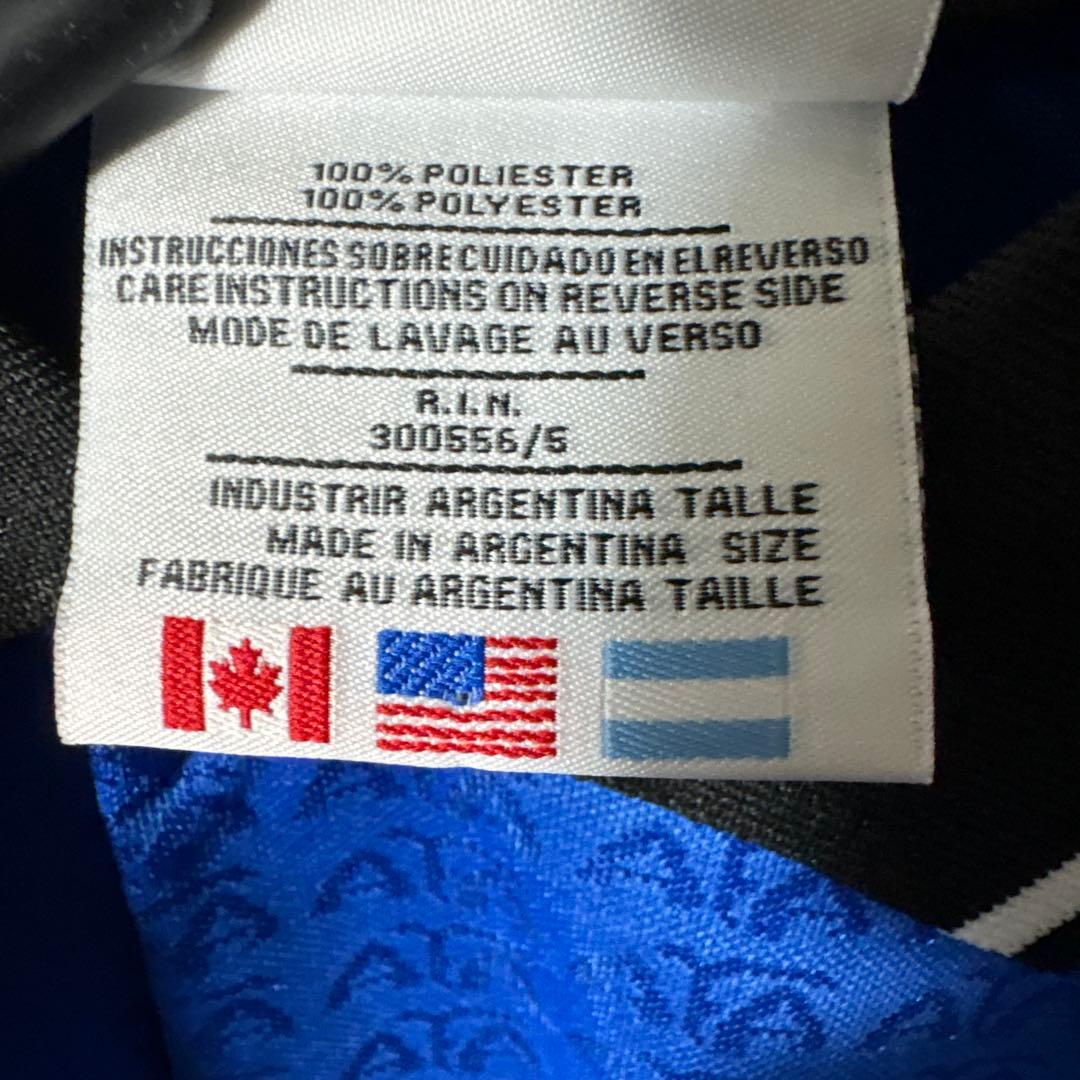 100% POLIESTER
100% POLYESTER
INSTRUCCIONES SOBRE CUIDADO EN EL REVERSO
CARE INSTRUCTIONS ON REVERSE SIDE
MODE DE LAVAGE AU VERSO
R.I.N.
300556/5
INDUSTRIR ARGENTINA TALLE
MADE IN ARGENTINA SIZE
FABRIQUE AU ARGENTINA TAILLE